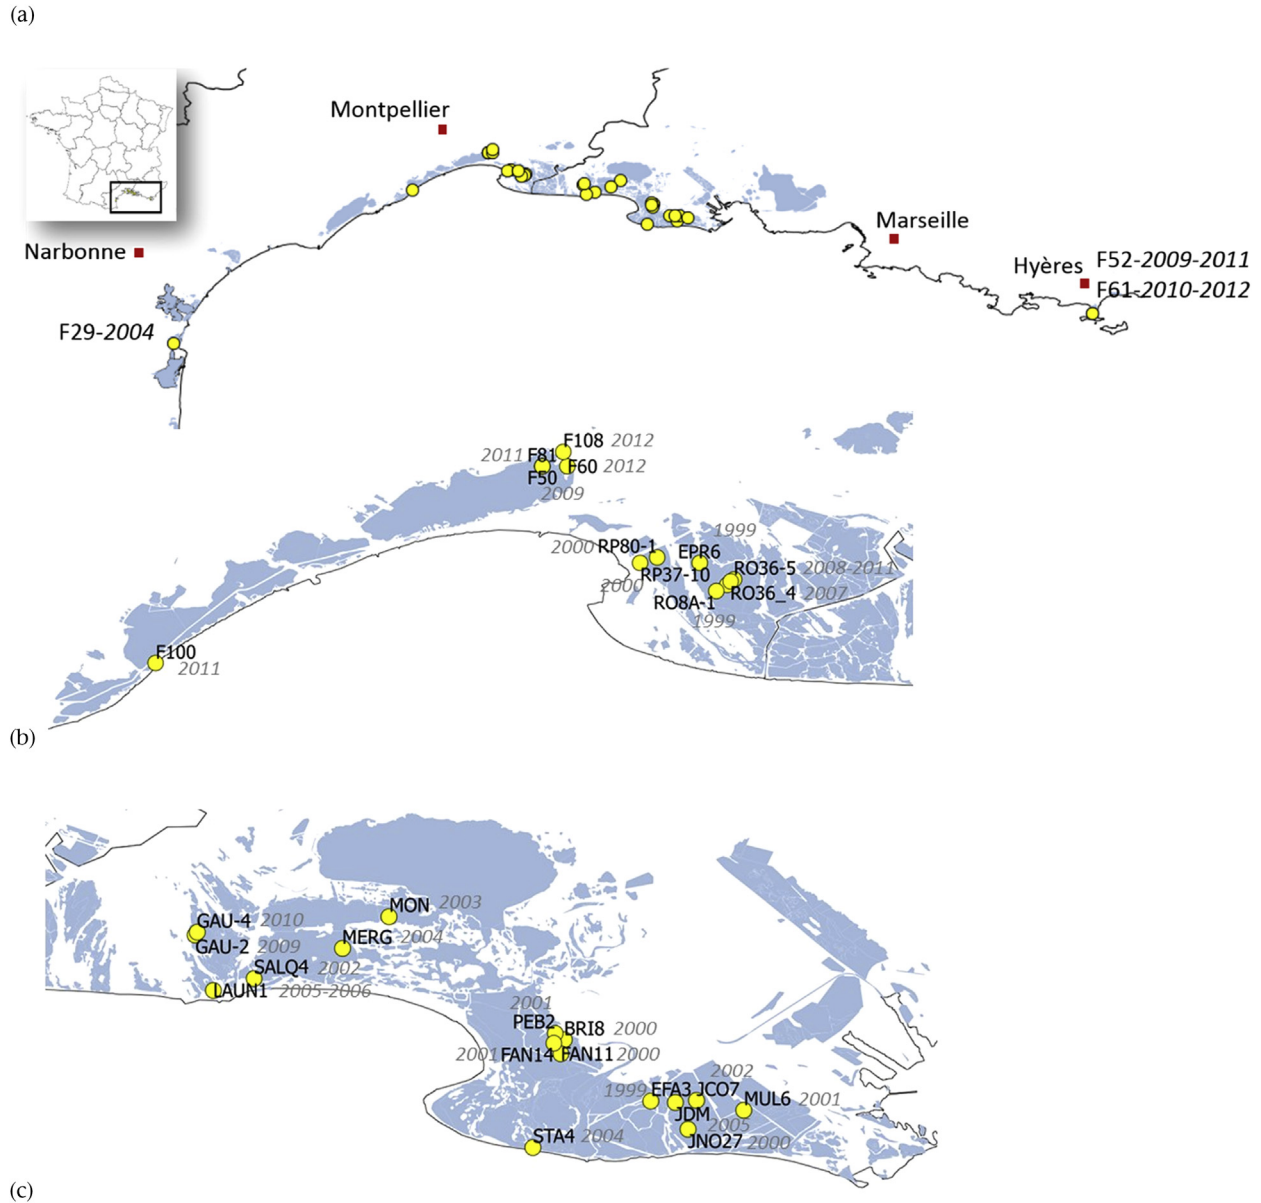 (a)
Montpellier
Marseille
Narbonne
Hyères
F52-2009-2011
F61-2010-2012
F29-2004
F108 2012
2011 F81
F60 2012
F50
2009
1999
2000 RP80-1
EPR6
RO36-5 2008-2011
RP37-10
2000
RO36_4 2007
RO8A-1
1999
F100
2011
(b)
MON 2003
GAU-4 2010
MERG 2004
GAU-2 2009
SALQ4 2002
LAUN1 2005-2006
2001
PEB2
BRI8 2000
2001 FAN14
FAN11 2000
2002
1999 EFA3 JCO7
MUL6 2001
JDM
2005
STA4 2004
JNO27 2000
(c)